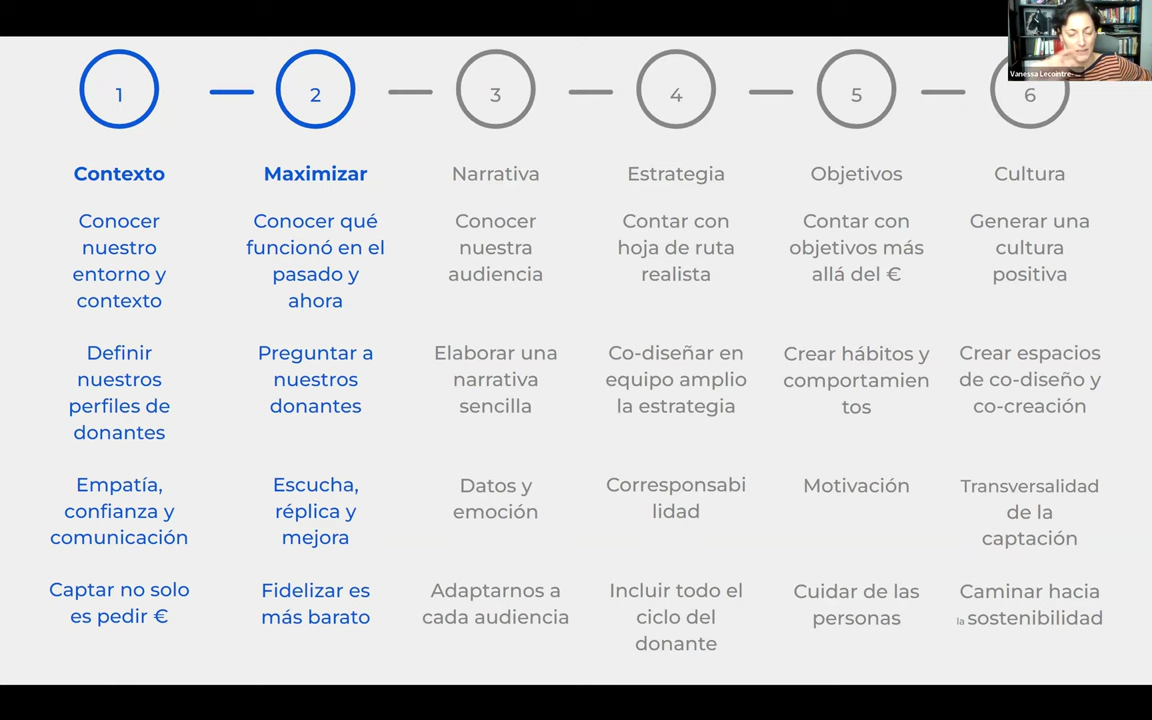 1
2
3
4
5
6
Vanessa Lecointre
Contexto
Conocer
nuestro
entorno y
contexto
Definir
nuestros
perfiles de
donantes
Empatía,
confianza y
comunicación
Captar no solo
es pedir €
Maximizar
Conocer qué
funcionó en el
pasado y
ahora
Preguntar a
nuestros
donantes
Escucha,
réplica y
mejora
Fidelizar es
más barato
Narrativa
Conocer
nuestra
audiencia
Elaborar una
narrativa
sencilla
Datos y
emoción
Adaptarnos a
cada audiencia
Estrategia
Contar con
hoja de ruta
realista
Co-diseñar en
equipo amplio
la estrategia
Corresponsabi
lidad
Incluir todo el
ciclo del
donante
Objetivos
Contar con
objetivos más
allá del €
Crear hábitos y
comportamien
tos
Motivación
Cuidar de las
personas
Cultura
Generar una
cultura
positiva
Crear espacios
de co-diseño y
co-creación
Transversalidad
de la
captación
Caminar hacia
la sostenibilidad